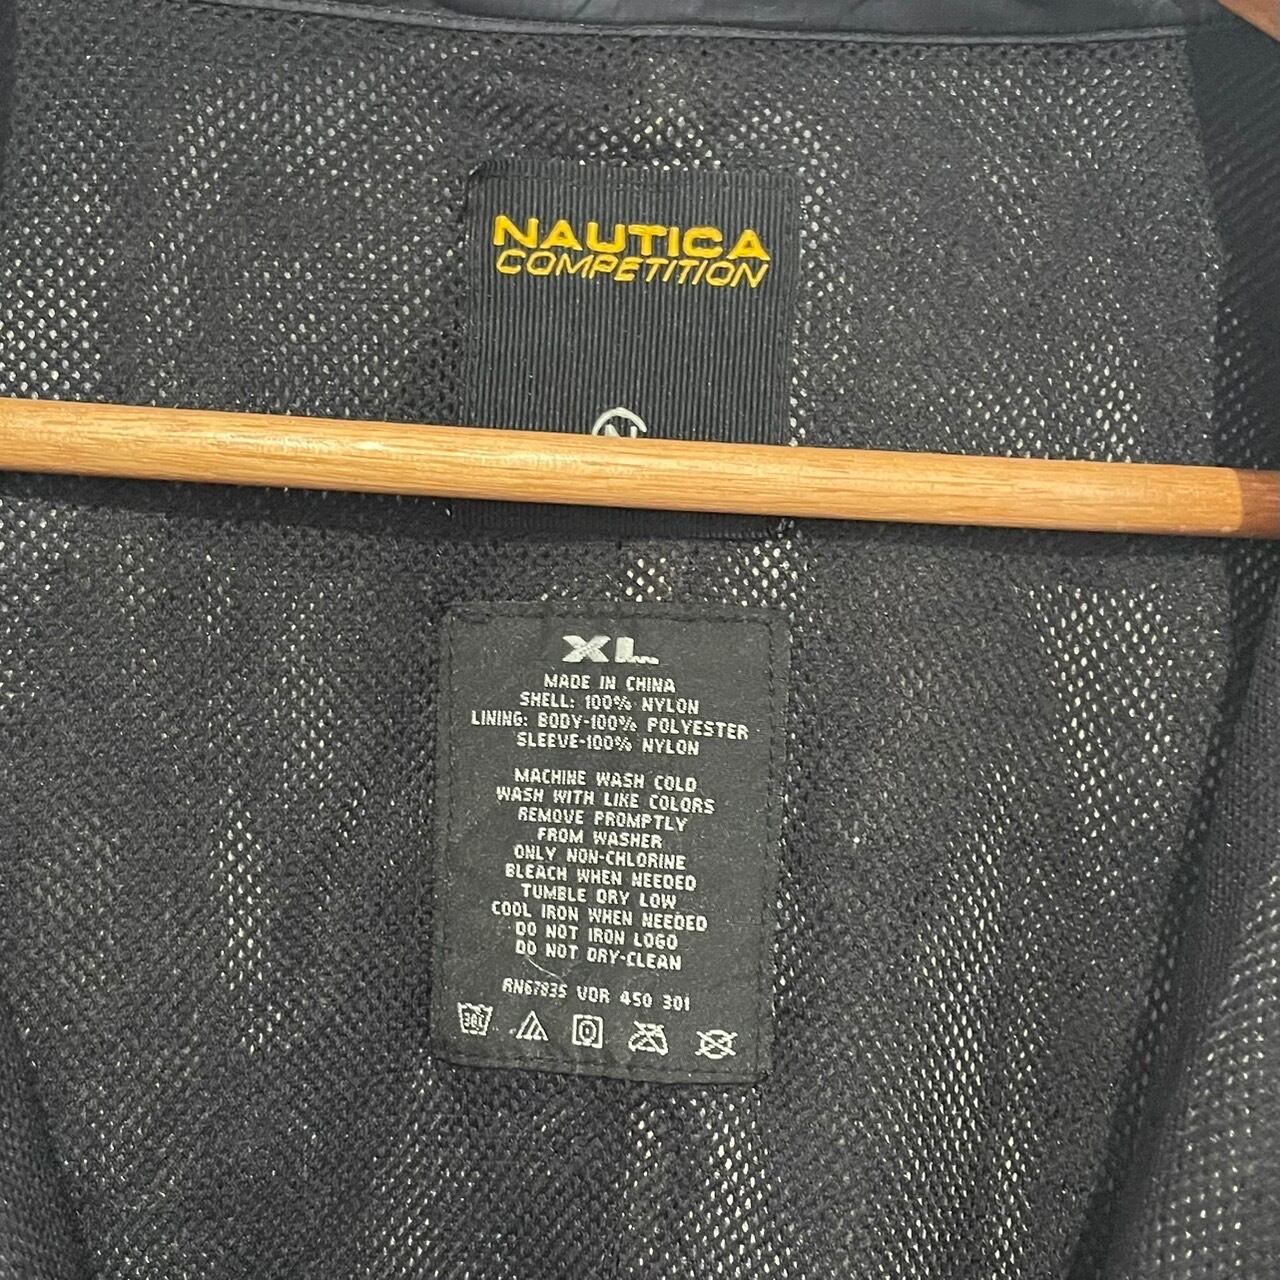 NAUTICA
COMPETITION
N
XL
MADE IN CHINA
SHELL: 100% NYLON
LINING: BODY-100% POLYESTER
SLEEVE-100% NYLON
MACHINE WASH COLD
WASH WITH LIKE COLORS
REMOVE PROMPTLY
FROM WASHER
ONLY NON-CHLORINE
BLEACH WHEN NEEDED
TUMBLE DRY LOW
COOL IRON WHEN NEEDED
DO NOT IRON LOGO
DO NOT DRY-CLEAN
RN67835 VDR 450 301